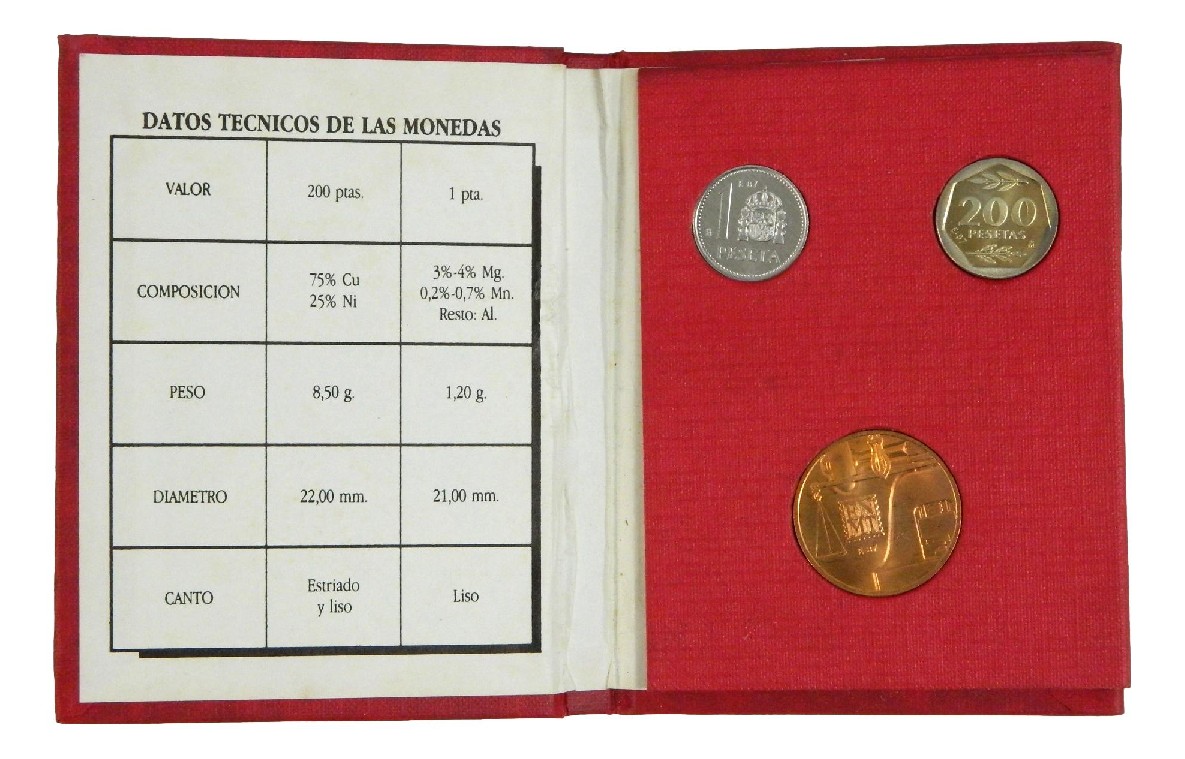 DATOS TECNICOS DE LAS MONEDAS
VALOR 200 ptas. 1 pta.
COMPOSICION 75% Cu 3%-4% Mg.
25% Ni 0,2%-0,7% Mn.
Resto: Al.
PESO 8,50 g. 1,20 g.
DIAMETRO 22,00 mm. 21,00 mm.
CANTO Estriado Liso
y liso
1
PESETA
200
PESETAS